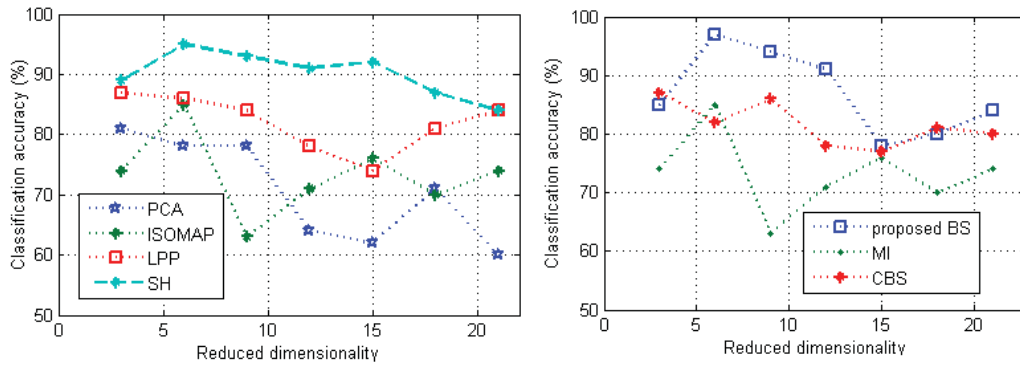 100
90
80
70
60
50
Classification accuracy (%)
PCA
ISOMAP
LPP
SH
0
5
10
15
20
Reduced dimensionality
100
90
80
70
60
50
Classification accuracy (%)
proposed BS
MI
CBS
0
5
10
15
20
Reduced dimensionality